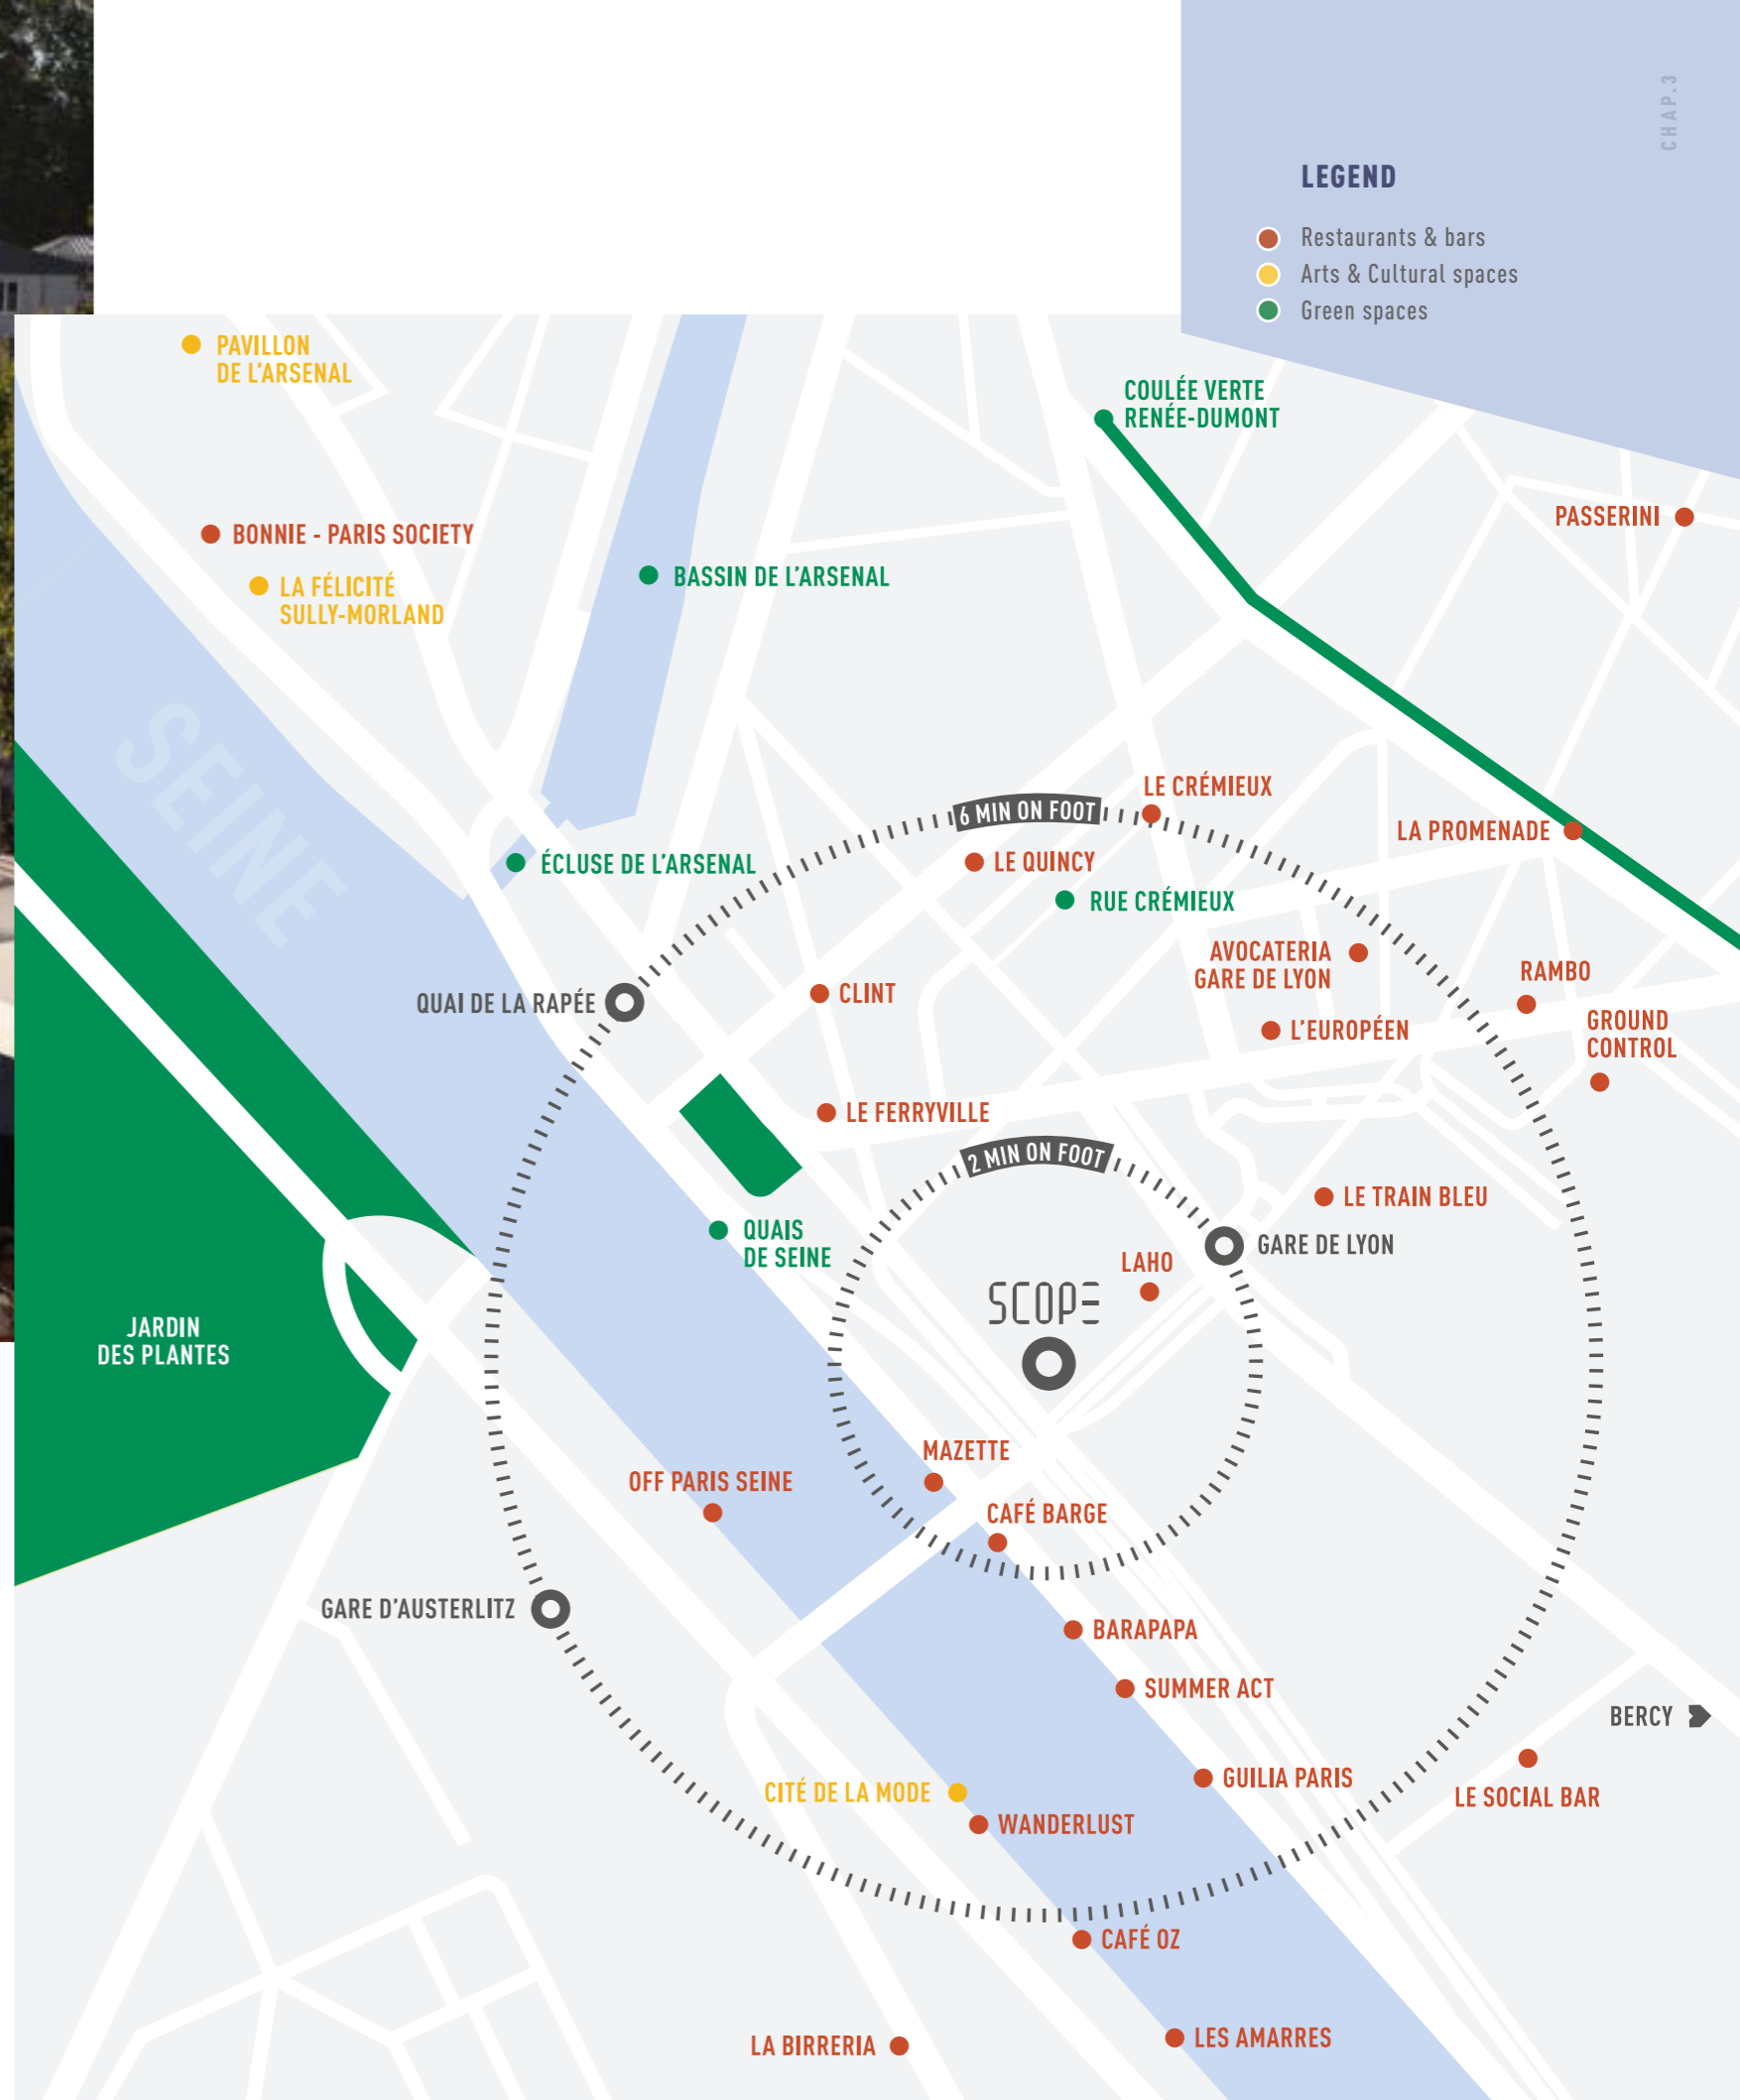 CHAP.3
LEGEND
Restaurants & bars
Arts & Cultural spaces
Green spaces
PAVILLON
DE L'ARSENAL
COULÉE VERTE
RENÉE-DUMONT
PASSERINI
BONNIE - PARIS SOCIETY
LA FÉLICITÉ
SULLY-MORLAND
BASSIN DE L'ARSENAL
SEINE
LE CRÉMIEUX
6 MIN ON FOOT
LA PROMENADE
ÉCLUSE DE L'ARSENAL
LE QUINCY
RUE CRÉMIEUX
AVOCATERIA
GARE DE LYON
RAMBO
QUAI DE LA RAPÉE
CLINT
L'EUROPÉEN
GROUND
CONTROL
LE FERRYVILLE
2 MIN ON FOOT
LE TRAIN BLEU
QUAIS
DE SEINE
GARE DE LYON
LAHO
SCOPE
JARDIN
DES PLANTES
MAZETTE
OFF PARIS SEINE
CAFÉ BARGE
GARE D'AUSTERLITZ
BARAPAPA
SUMMER ACT
BERCY
GUILIA PARIS
CITÉ DE LA MODE
LE SOCIAL BAR
WANDERLUST
CAFÉ OZ
LES AMARRES
LA BIRRERIA